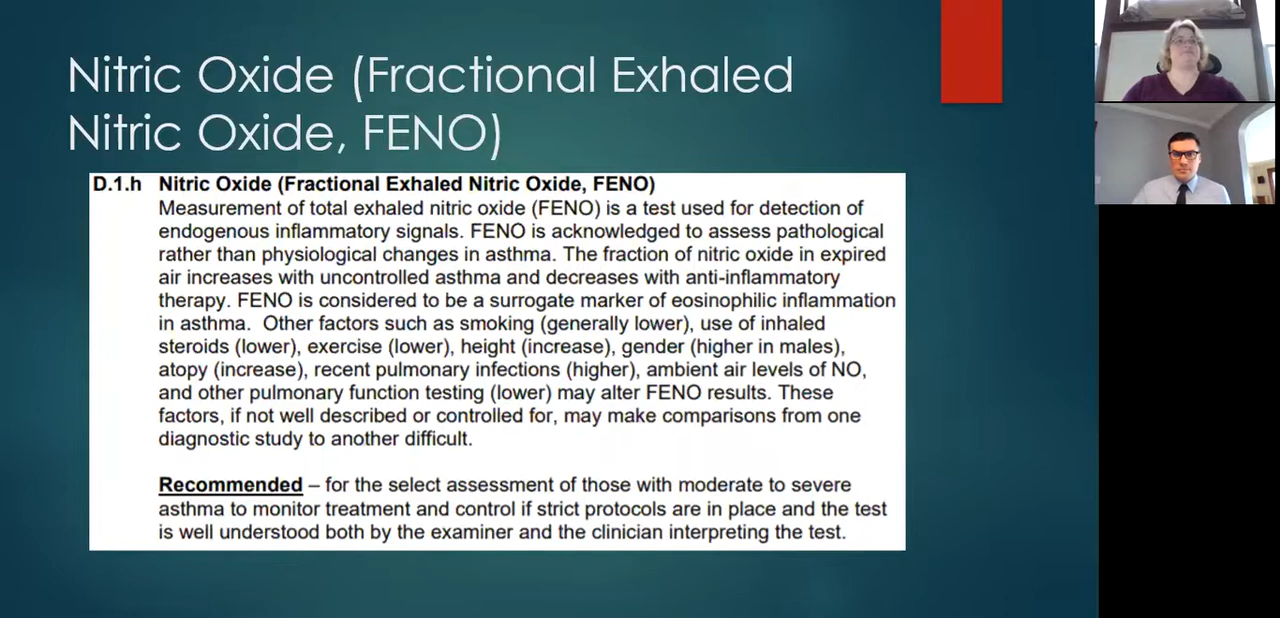 Nitric Oxide (Fractional Exhaled
Nitric Oxide, FENO)
D.1.h Nitric Oxide (Fractional Exhaled Nitric Oxide, FENO)
Measurement of total exhaled nitric oxide (FENO) is a test used for detection of
endogenous inflammatory signals. FENO is acknowledged to assess pathological
rather than physiological changes in asthma. The fraction of nitric oxide in expired
air increases with uncontrolled asthma and decreases with anti-inflammatory
therapy. FENO is considered to be a surrogate marker of eosinophilic inflammation
in asthma. Other factors such as smoking (generally lower), use of inhaled
steroids (lower), exercise (lower), height (increase), gender (higher in males),
atopy (increase), recent pulmonary infections (higher), ambient air levels of NO,
and other pulmonary function testing (lower) may alter FENO results. These
factors, if not well described or controlled for, may make comparisons from one
diagnostic study to another difficult.
Recommended – for the select assessment of those with moderate to severe
asthma to monitor treatment and control if strict protocols are in place and the test
is well understood both by the examiner and the clinician interpreting the test.